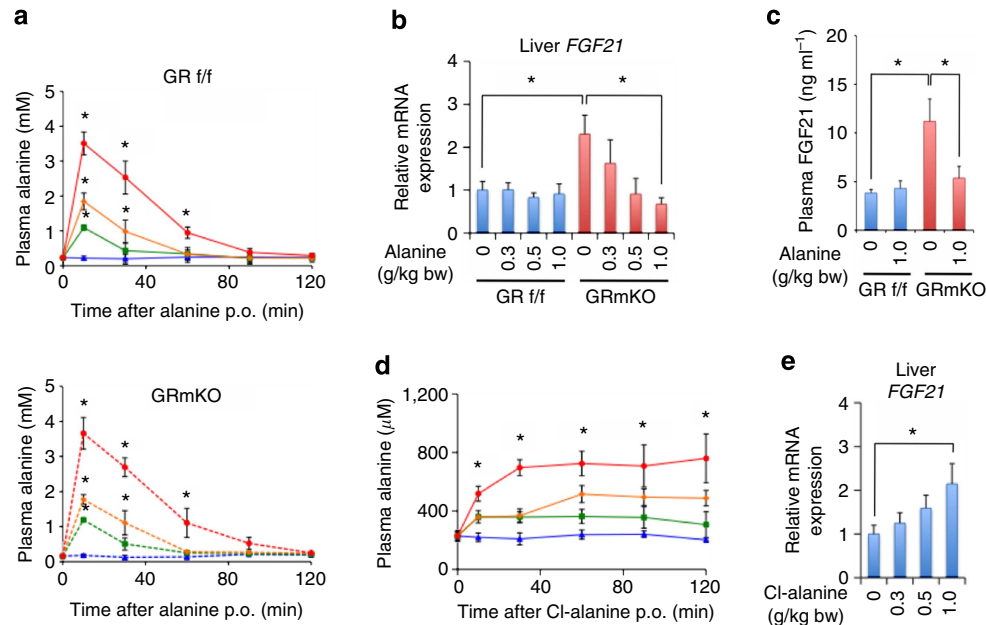 a
GR f/f
Plasma alanine (mM)
5
4
3
2
1
0
* * * * * *
0 40 80 120
Time after alanine p.o. (min)
GRmKO
Plasma alanine (mM)
5
4
3
2
1
0
* * * * * *
0 40 80 120
Time after alanine p.o. (min)
b
Liver FGF21
Relative mRNA
expression
4
3
2
1
0
* *
Alanine
(g/kg bw)
0 0.3 0.5 1.0 0 0.3 0.5 1.0
GR f/f GRmKO
c
Plasma FGF21 (ng ml⁻¹)
20
15
10
5
0
* *
Alanine
(g/kg bw)
0 1.0 0 1.0
GR f/f GRmKO
d
Plasma alanine (μM)
1,200
800
400
0
* * * * *
0 40 80 120
Time after Cl-alanine p.o. (min)
e
Liver
FGF21
Relative mRNA
expression
4
3
2
1
0
*
Cl-alanine
(g/kg bw)
0 0.3 0.5 1.0